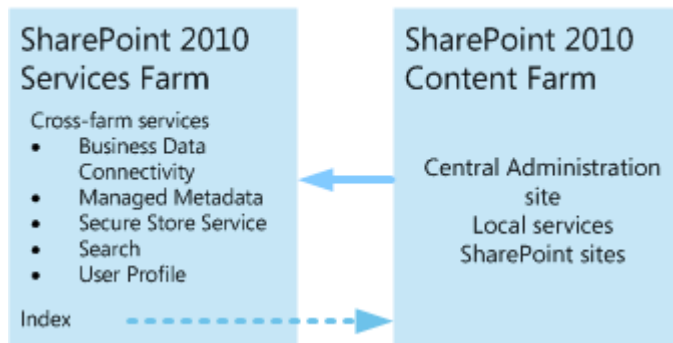 SharePoint 2010
Services Farm
Cross-farm services
• Business Data
Connectivity
• Managed Metadata
• Secure Store Service
• Search
• User Profile
Index
SharePoint 2010
Content Farm
Central Administration
site
Local services
SharePoint sites